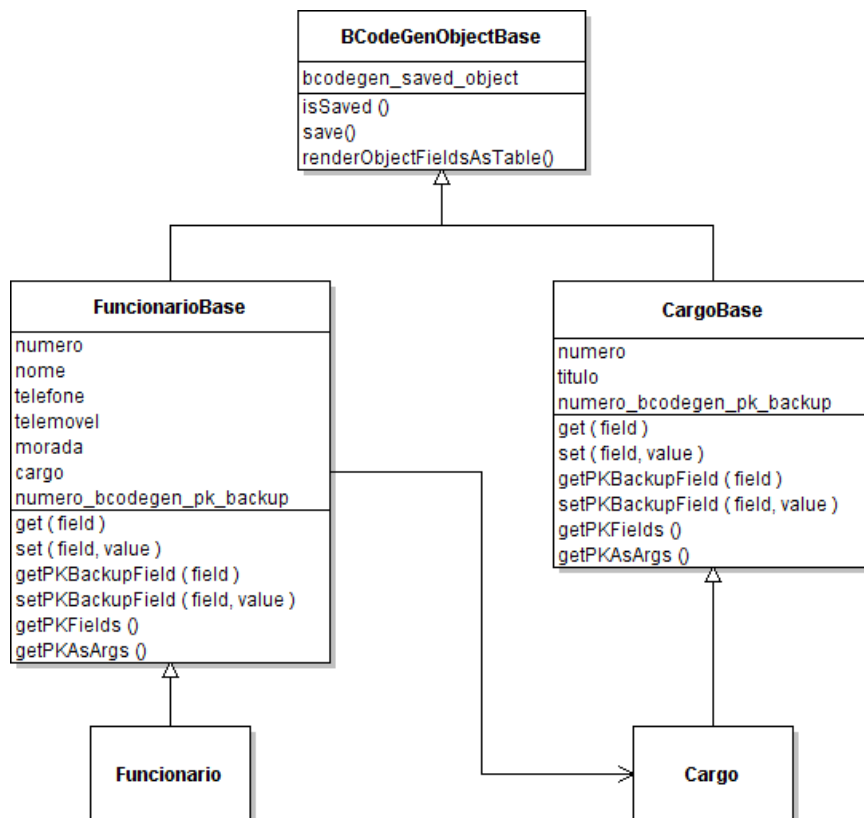 BCodeGenObjectBase
bcodegen_saved_object
isSaved ()
save()
renderObjectFieldsAsTable()
FuncionarioBase
numero
nome
telefone
telemovel
morada
cargo
numero_bcodegen_pk_backup
get ( field )
set ( field, value )
getPKBackupField ( field )
setPKBackupField ( field, value )
getPKFields ()
getPKAsArgs ()
CargoBase
numero
titulo
numero_bcodegen_pk_backup
get ( field )
set ( field, value )
getPKBackupField ( field )
setPKBackupField ( field, value )
getPKFields ()
getPKAsArgs ()
Funcionario
Cargo